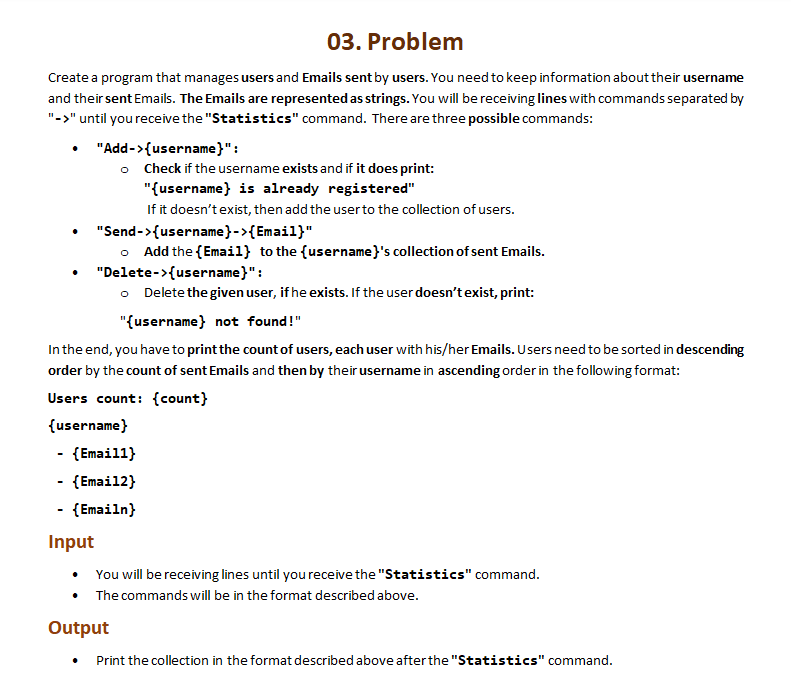 03. Problem
Create a program that manages users and Emails sent by users. You need to keep information about their username
and their sent Emails. The Emails are represented as strings. You will be receiving lines with commands separated by
"->" until you receive the "Statistics" command. There are three possible commands:
• "Add->{username}":
o Check if the username exists and if it does print:
"{username} is already registered"
If it doesn't exist, then add the user to the collection of users.
• "Send->{username}->{Email}"
o Add the {Email} to the {username}'s collection of sent Emails.
• "Delete->{username}":
o Delete the given user, if he exists. If the user doesn't exist, print:
"{username} not found!"
In the end, you have to print the count of users, each user with his/her Emails. Users need to be sorted in descending
order by the count of sent Emails and then by their username in ascending order in the following format:
Users count: {count}
{username}
- {Email1}
- {Email2}
- {Emailn}
Input
• You will be receiving lines until you receive the "Statistics" command.
• The commands will be in the format described above.
Output
• Print the collection in the format described above after the "Statistics" command.